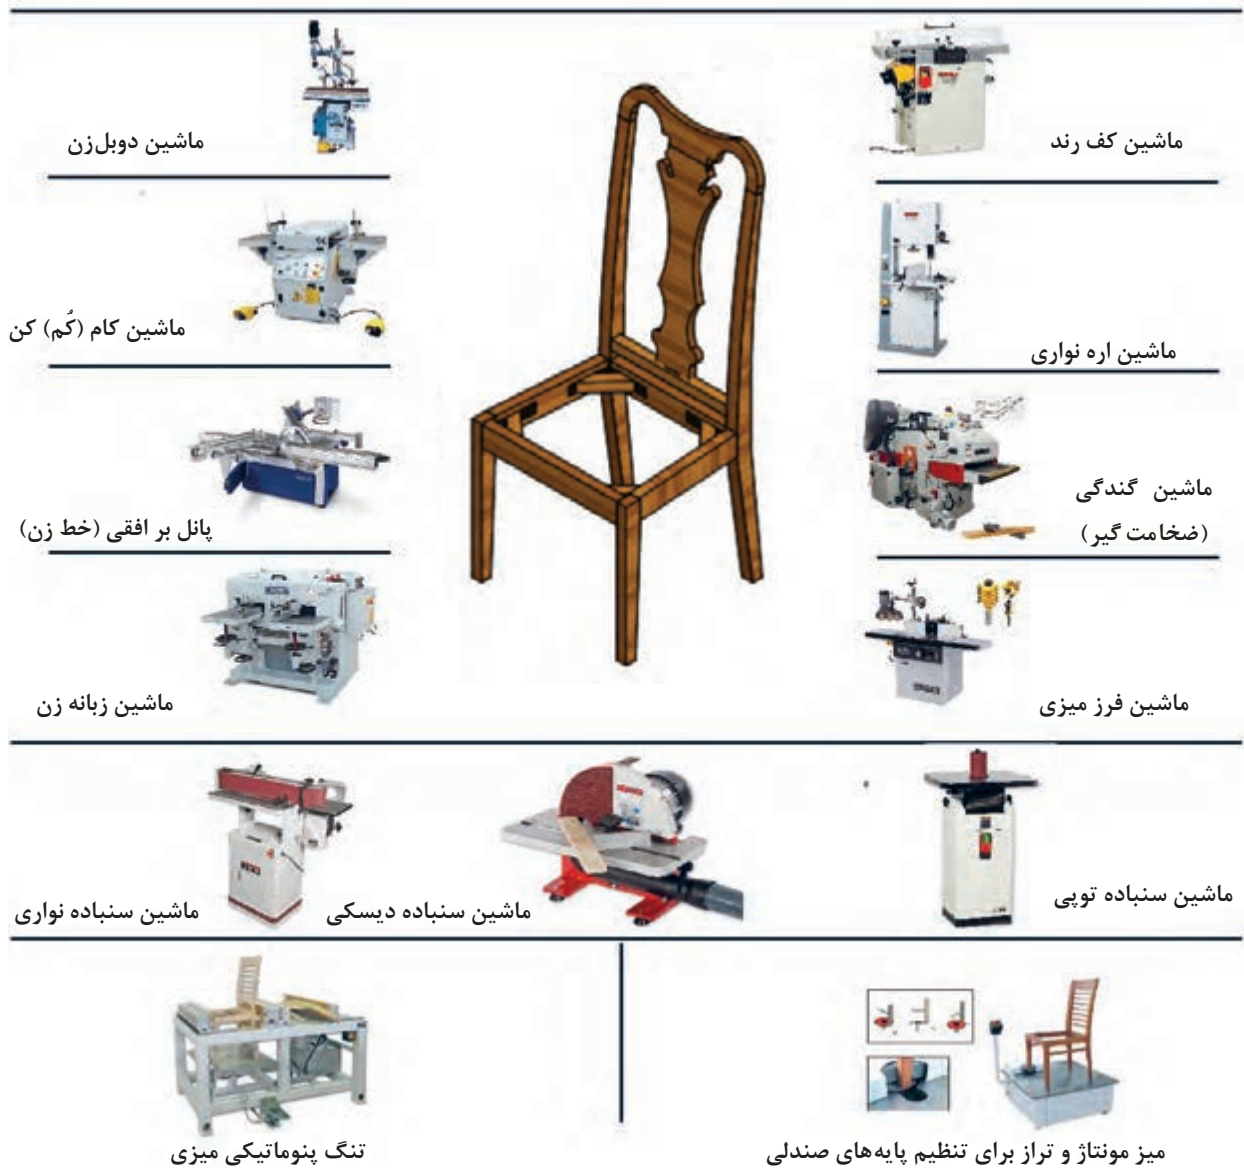 ماشین کف رند
ماشین دوبل‌زن
ماشین اره نواری
ماشین کام (کُم) کن
ماشین گندگی
(ضخامت گیر)
پانل بر افقی (خط زن)
ماشین فرز میزی
ماشین زبانه زن
ماشین سنباده توپی
ماشین سنباده دیسکی
ماشین سنباده نواری
میز مونتاژ و تراز برای تنظیم پایه‌های صندلی
تنگ پنوماتیکی میزی